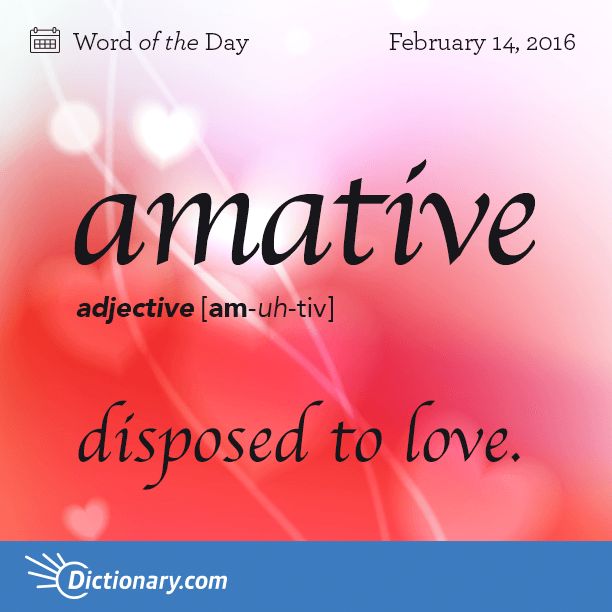 Word of the Day February 14, 2016
amative
adjective [am-uh-tiv]
disposed to love.
Dictionary.com